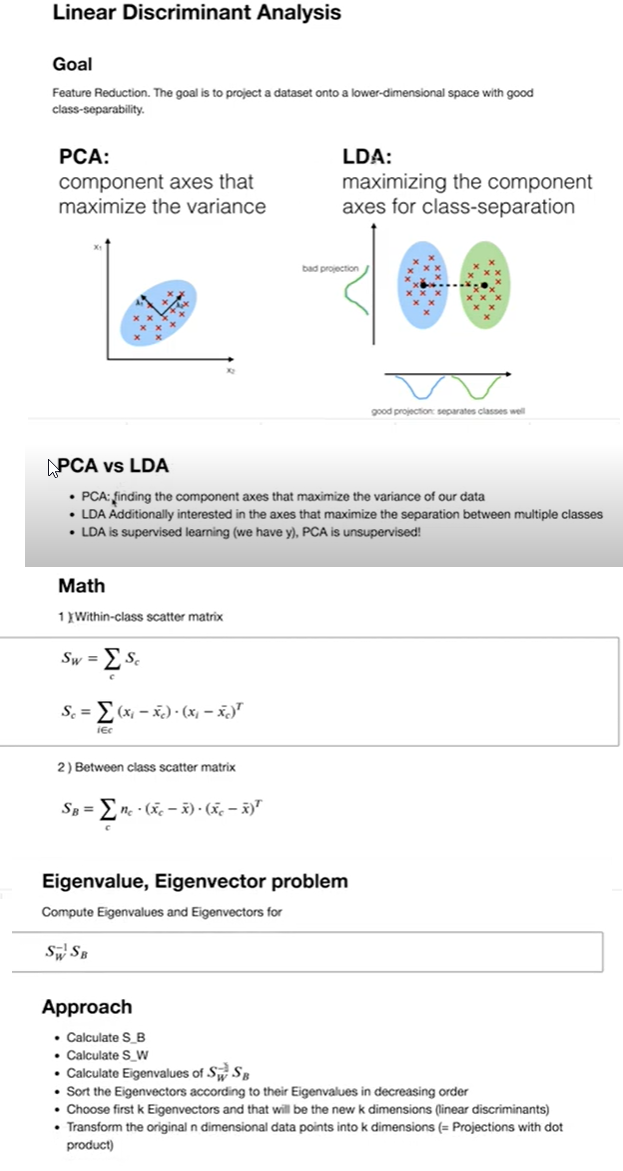 Linear Discriminant Analysis
Goal
Feature Reduction. The goal is to project a dataset onto a lower-dimensional space with good
class-separability.
PCA:
component axes that
maximize the variance
LDA:
maximizing the component
axes for class-separation
x₁
x₂
bad projection
good projection: separates classes well
PCA vs LDA
• PCA: finding the component axes that maximize the variance of our data
• LDA Additionally interested in the axes that maximize the separation between multiple classes
• LDA is supervised learning (we have y), PCA is unsupervised!
Math
1 ) Within-class scatter matrix
S_W = ∑_c S_c
S_c = ∑_{i∈c} (x_i − x̄_c) · (x_i − x̄_c)^T
2 ) Between class scatter matrix
S_B = ∑_c n_c · (x̄_c − x̄) · (x̄_c − x̄)^T
Eigenvalue, Eigenvector problem
Compute Eigenvalues and Eigenvectors for
S_W^{-1} S_B
Approach
• Calculate S_B
• Calculate S_W
• Calculate Eigenvalues of S_W^{-1} S_B
• Sort the Eigenvectors according to their Eigenvalues in decreasing order
• Choose first k Eigenvectors and that will be the new k dimensions (linear discriminants)
• Transform the original n dimensional data points into k dimensions (= Projections with dot
product)